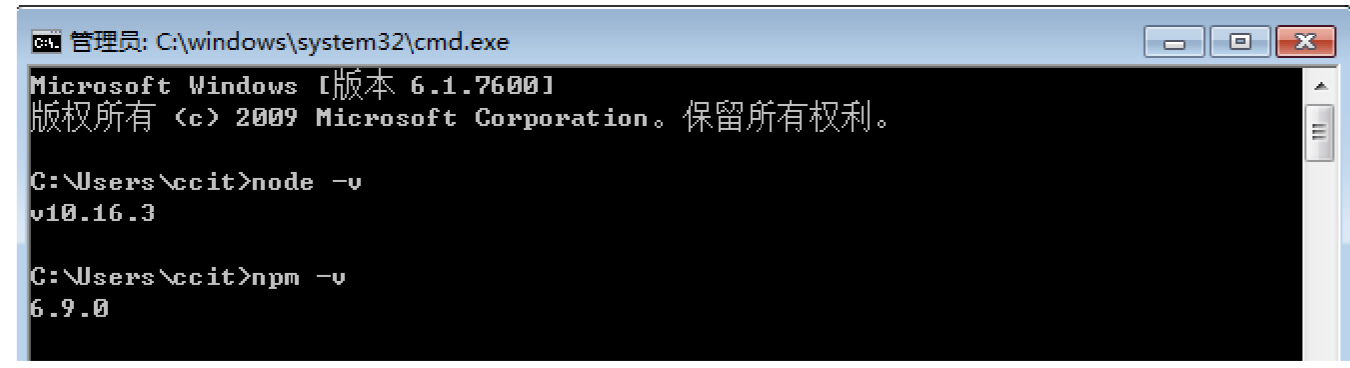 管理员: C:\windows\system32\cmd.exe
Microsoft Windows [版本 6.1.7600]
版权所有 (c) 2009 Microsoft Corporation。保留所有权利。
C:\Users\ccit>node -v
v10.16.3
C:\Users\ccit>npm -v
6.9.0